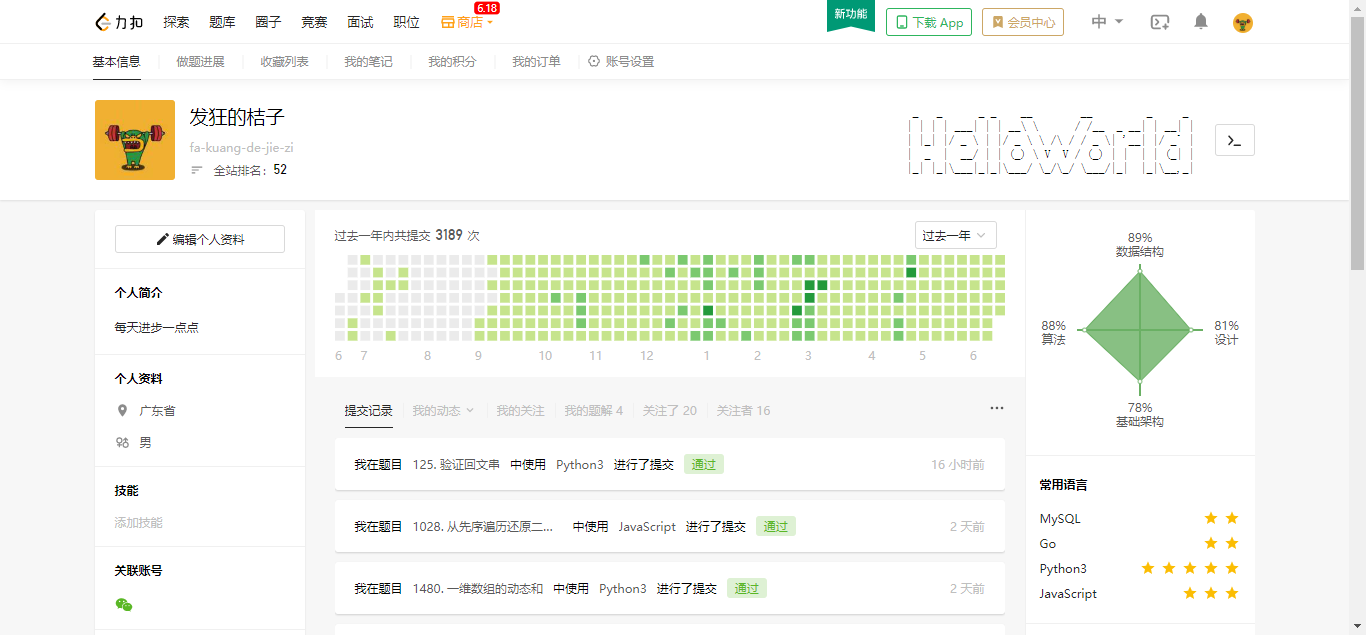 力扣 探索 题库 圈子 竞赛 面试 职位 商店 6.18 新功能 下载 App 会员中心 中
基本信息 做题进展 收藏列表 我的笔记 我的积分 我的订单 账号设置
发狂的桔子
fa-kuang-de-jie-zi
全站排名: 52
HelloWorld
编辑个人资料
个人简介
每天进步一点点
个人资料
广东省
男
技能
添加技能
关联账号
过去一年内共提交 3189 次 过去一年
6 7 8 9 10 11 12 1 2 3 4 5 6
提交记录 我的动态 我的关注 我的题解 4 关注了 20 关注者 16
我在题目 125. 验证回文串 中使用 Python3 进行了提交 通过 16 小时前
我在题目 1028. 从先序遍历还原二... 中使用 JavaScript 进行了提交 通过 2 天前
我在题目 1480. 一维数组的动态和 中使用 Python3 进行了提交 通过 2 天前
89%
数据结构
88%
算法
81%
设计
78%
基础架构
常用语言
MySQL
Go
Python3
JavaScript